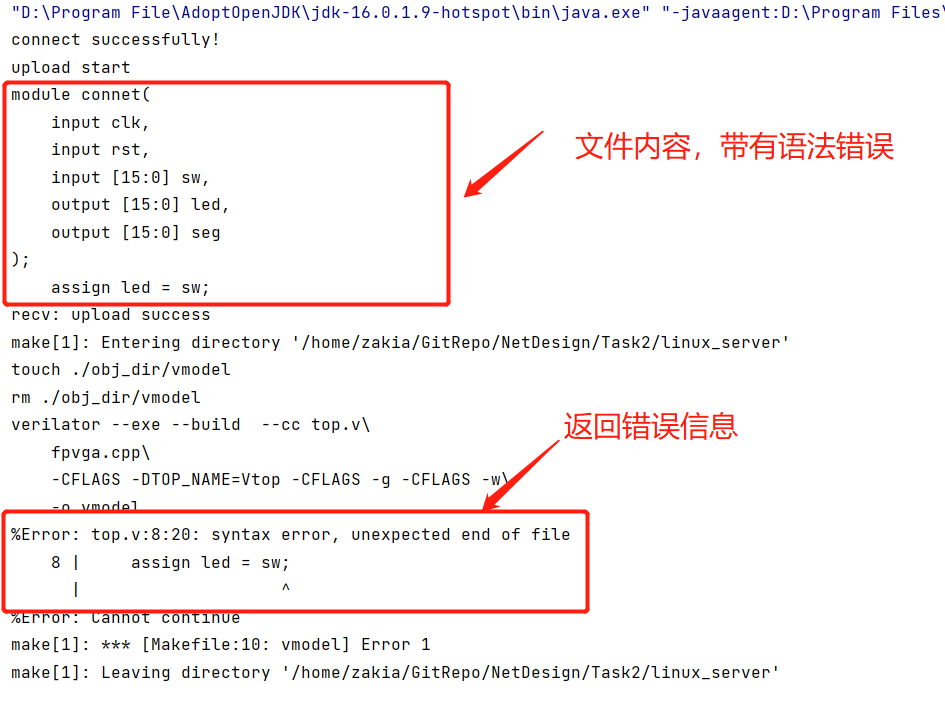 "D:\Program File\AdoptOpenJDK\jdk-16.0.1.9-hotspot\bin\java.exe" "-javaagent:D:\Program Files\
connect successfully!
upload start
module connet(
    input clk,
    input rst,
    input [15:0] sw,
    output [15:0] led,
    output [15:0] seg
);
    assign led = sw;
文件内容，带有语法错误
recv: upload success
make[1]: Entering directory '/home/zakia/GitRepo/NetDesign/Task2/linux_server'
touch ./obj_dir/vmodel
rm ./obj_dir/vmodel
verilator --exe --build  --cc top.v\
    fpvga.cpp\
    -CFLAGS -DTOP_NAME=Vtop -CFLAGS -g -CFLAGS -w\
    -o vmodel
返回错误信息
%Error: top.v:8:20: syntax error, unexpected end of file
    8 |     assign led = sw;
      |                    ^
%Error: Cannot continue
make[1]: *** [Makefile:10: vmodel] Error 1
make[1]: Leaving directory '/home/zakia/GitRepo/NetDesign/Task2/linux_server'